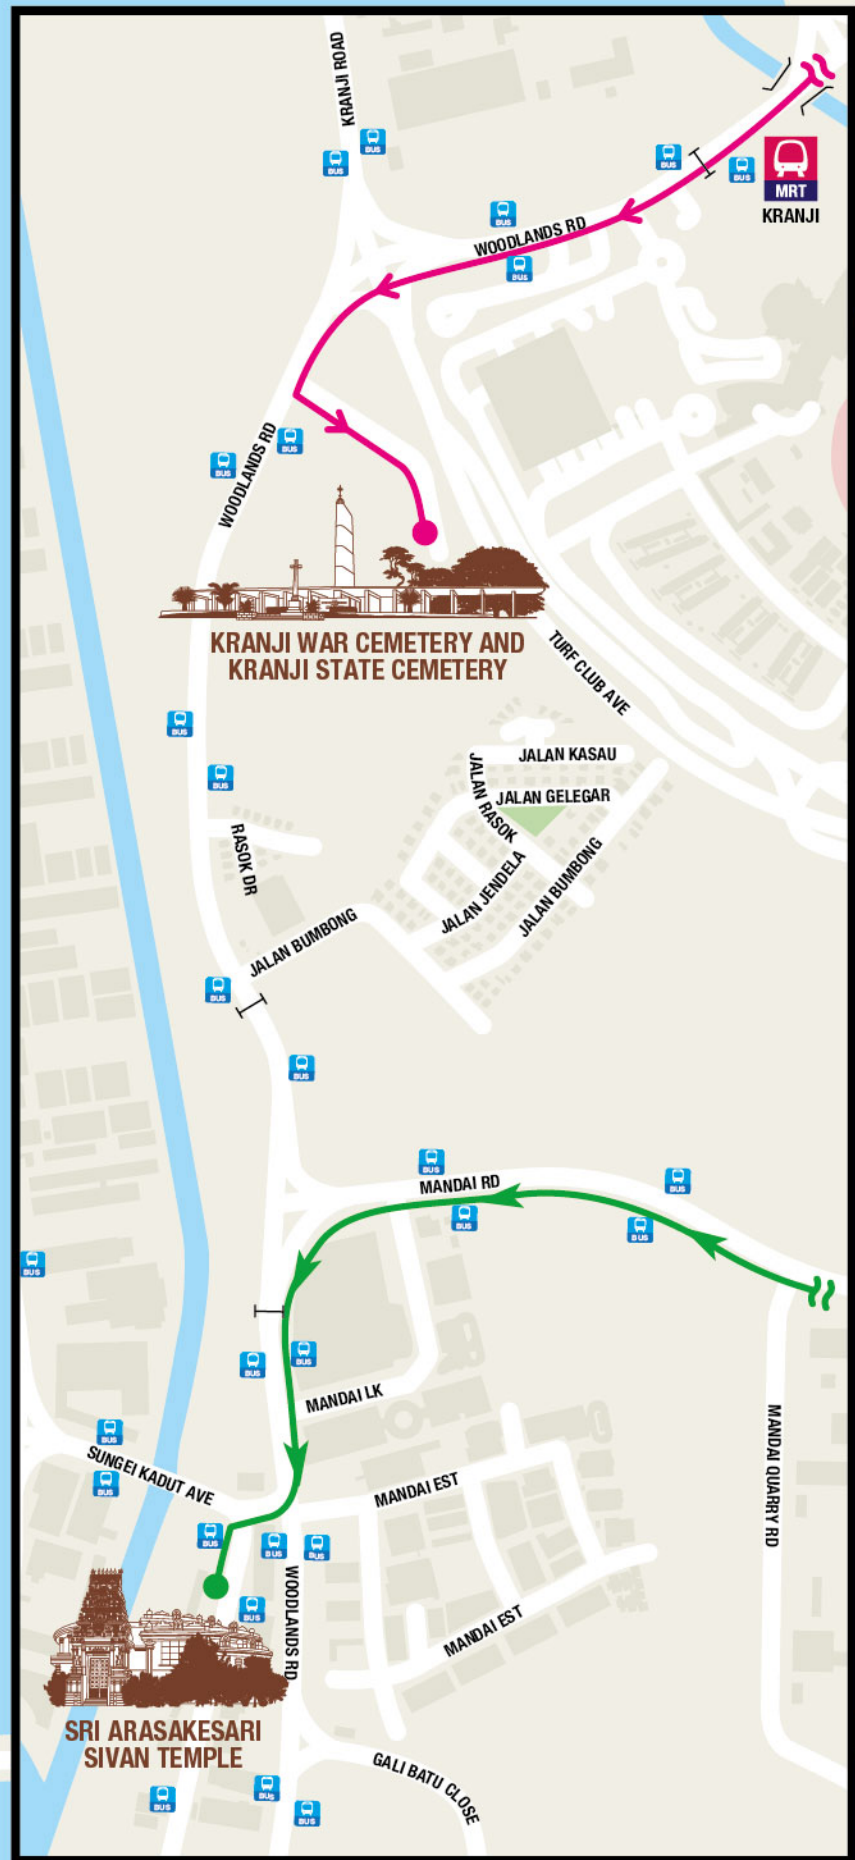 KRANJI ROAD
BUS
BUS
BUS
BUS
MRT
KRANJI
BUS
WOODLANDS RD
BUS
BUS
BUS
WOODLANDS RD
KRANJI WAR CEMETERY AND
KRANJI STATE CEMETERY
TURF CLUB AVE
BUS
BUS
JALAN KASAU
JALAN RASOK
JALAN GELEGAR
RASOK DR
JALAN JENDELA
JALAN BUMBONG
JALAN BUMBONG
BUS
BUS
BUS
MANDAI RD
BUS
BUS
BUS
BUS
BUS
BUS
MANDAI LK
MANDAI QUARRY RD
BUS
SUNGEI KADUT AVE
BUS
MANDAI EST
BUS
BUS
BUS
WOODLANDS RD
BUS
MANDAI EST
SRI ARASAKESARI
SIVAN TEMPLE
GALI BATU CLOSE
BUS
BUS
BUS